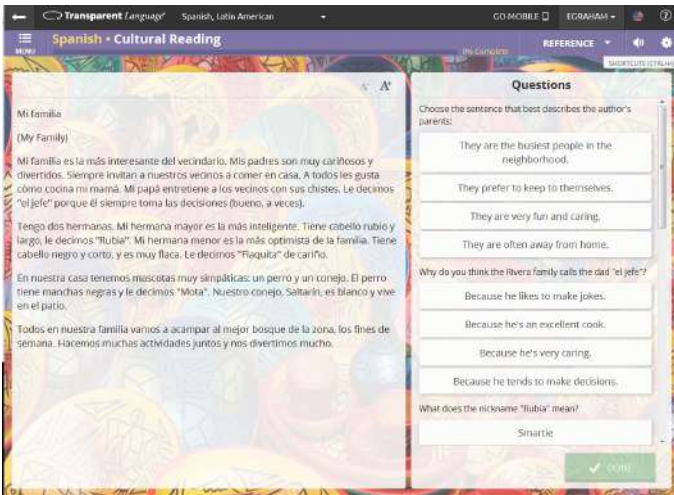 Transparent Language
Spanish, Latin American
GO MOBILE
EGRAHAM
MENU
Spanish • Cultural Reading
0% Complete
REFERENCE
A A
Mi familia
(My Family)
Mi familia es la más interesante del vecindario. Mis padres son muy cariñosos y
divertidos. Siempre invitan a nuestros vecinos a comer en casa. A todos les gusta
cómo cocina mi mamá. Mi papá entretiene a los vecinos con sus chistes. Le decimos
"el jefe" porque él siempre toma las decisiones (bueno, a veces).
Tengo dos hermanas. Mi hermana mayor es la más inteligente. Tiene cabello rubio y
largo, le decimos "Rubia". Mi hermana menor es la más optimista de la familia. Tiene
cabello negro y corto, y es muy flaca. Le decimos "Flaquita" de cariño.
En nuestra casa tenemos mascotas muy simpáticas: un perro y un conejo. El perro
tiene manchas negras y le decimos "Mota". Nuestro conejo, Saltarín, es blanco y vive
en el patio.
Todos en nuestra familia vamos a acampar al mejor bosque de la zona, los fines de
semana. Hacemos muchas actividades juntos y nos divertimos mucho.
Questions
Choose the sentence that best describes the author's
parents:
They are the busiest people in the
neighborhood.
They prefer to keep to themselves.
They are very fun and caring.
They are often away from home.
Why do you think the Rivera family calls the dad "el jefe"?
Because he likes to make jokes.
Because he's an excellent cook.
Because he's very caring.
Because he tends to make decisions.
What does the nickname "Rubia" mean?
Smartie
DONE